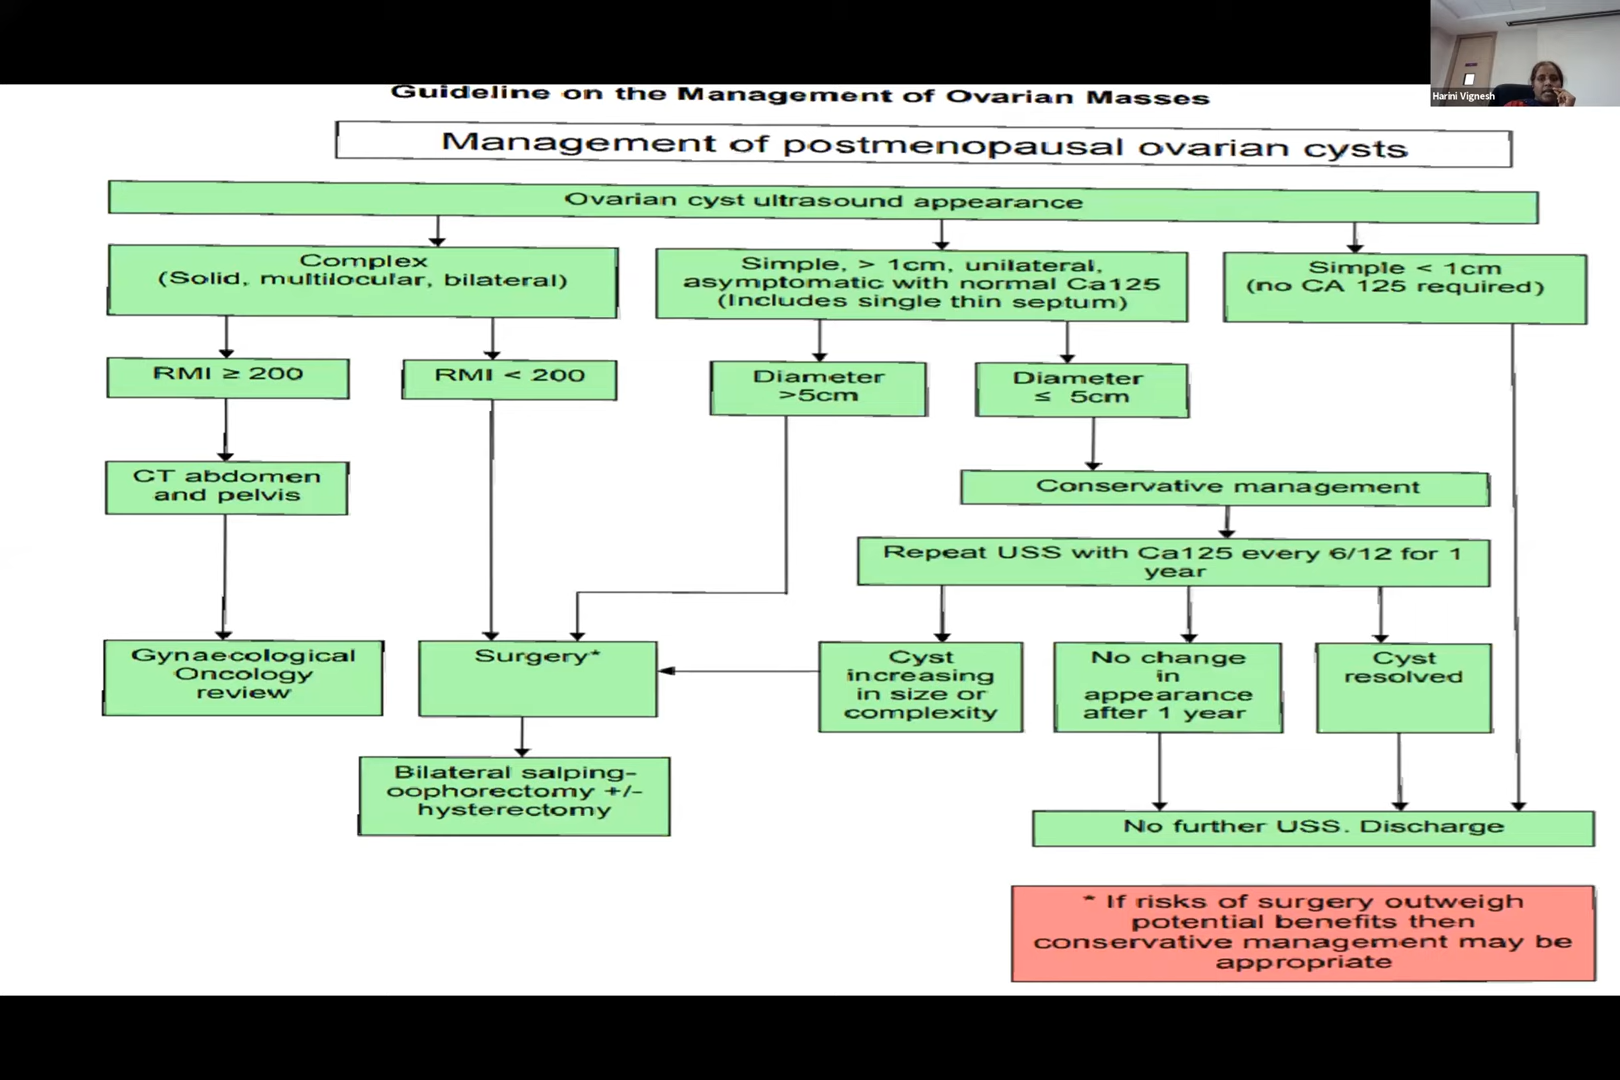 Harini Vignesh
Guideline on the Management of Ovarian Masses
Management of postmenopausal ovarian cysts
Ovarian cyst ultrasound appearance
Complex
(Solid, multilocular, bilateral)
Simple, > 1cm, unilateral,
asymptomatic with normal Ca125
(Includes single thin septum)
Simple < 1cm
(no CA 125 required)
RMI ≥ 200
RMI < 200
Diameter
>5cm
Diameter
≤ 5cm
CT abdomen
and pelvis
Conservative management
Repeat USS with Ca125 every 6/12 for 1
year
Gynaecological
Oncology
review
Surgery*
Cyst
increasing
in size or
complexity
No change
in
appearance
after 1 year
Cyst
resolved
Bilateral salping-
oophorectomy +/-
hysterectomy
No further USS. Discharge
* If risks of surgery outweigh
potential benefits then
conservative management may be
appropriate